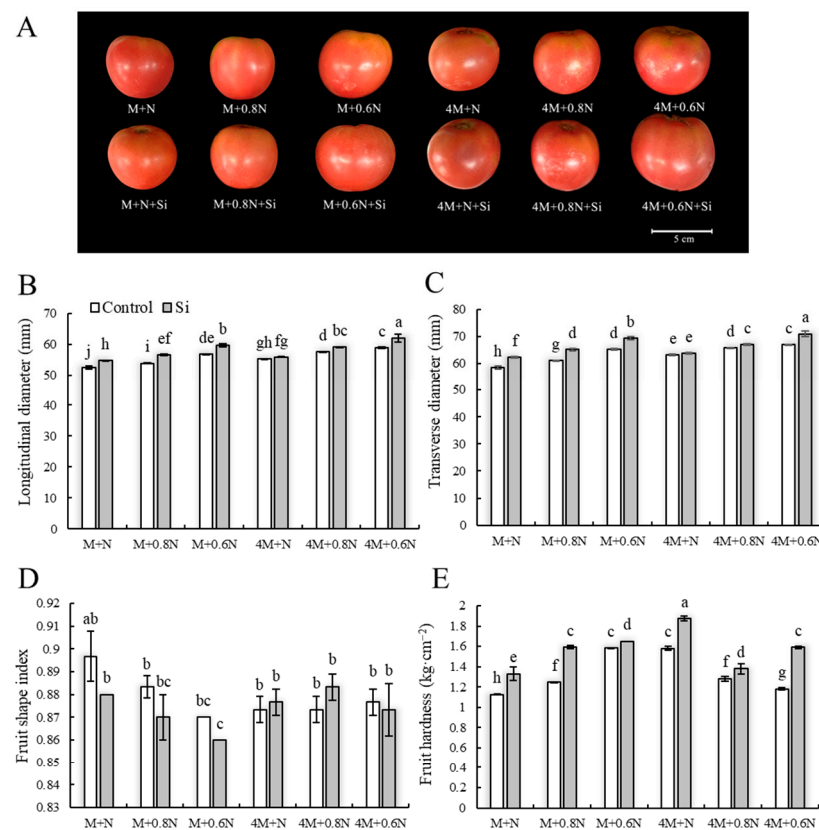 A
M+N M+0.8N M+0.6N 4M+N 4M+0.8N 4M+0.6N
M+N+Si M+0.8N+Si M+0.6N+Si 4M+N+Si 4M+0.8N+Si 4M+0.6N+Si
5 cm
B
Control Si
Longitudinal diameter (mm)
70
60
50
40
30
20
10
0
j h i ef de b gh fg d bc c a
M+N M+0.8N M+0.6N 4M+N 4M+0.8N 4M+0.6N
C
Transverse diameter (mm)
80
70
60
50
40
30
20
10
0
h f g d c b e e d c c a
M+N M+0.8N M+0.6N 4M+N 4M+0.8N 4M+0.6N
D
Fruit shape index
0.92
0.91
0.9
0.89
0.88
0.87
0.86
0.85
0.84
0.83
ab b b bc bc c b b b b b b
M+N M+0.8N M+0.6N 4M+N 4M+0.8N 4M+0.6N
E
Fruit hardness (kg·cm⁻²)
2
1.8
1.6
1.4
1.2
1
0.8
0.6
0.4
0.2
0
h e f c c d c a f d g c
M+N M+0.8N M+0.6N 4M+N 4M+0.8N 4M+0.6N